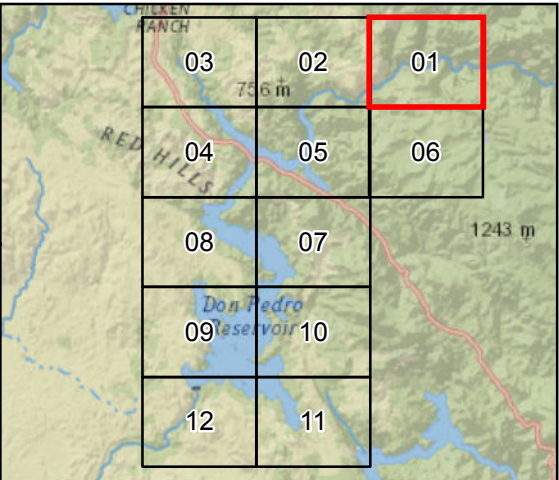 CHICKEN
RANCH
03
02
01
756 m
RED HILLS
04
05
06
08
07
1243 m
Don Pedro
Reservoir
09
10
12
11